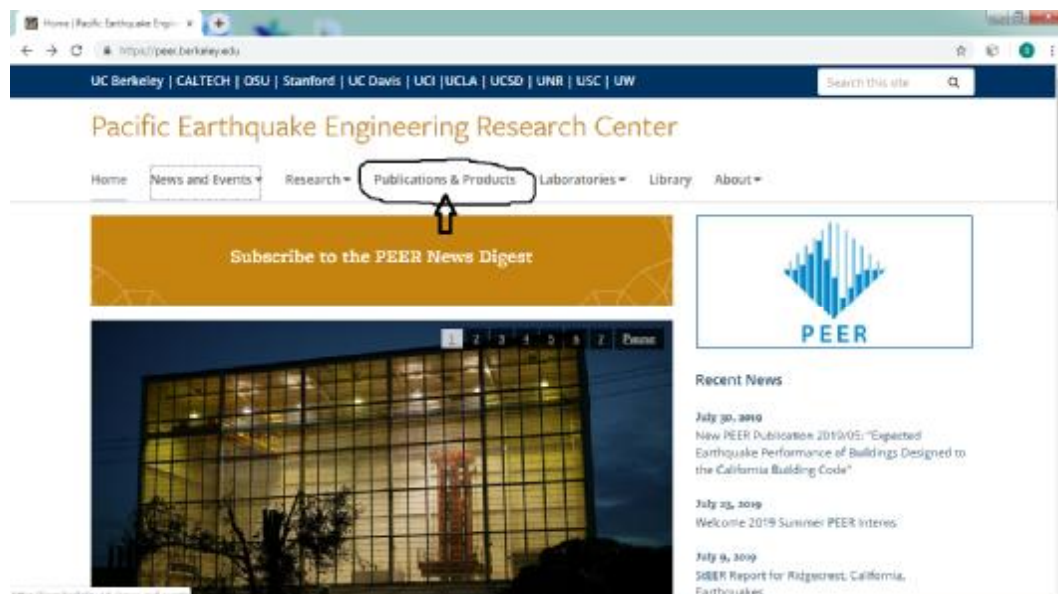 Home | Pacific Earthquake Engin
https://peer.berkeley.edu
UC Berkeley | CALTECH | OSU | Stanford | UC Davis | UCI |UCLA | UCSD | UNR | USC | UW
Search this site
Pacific Earthquake Engineering Research Center
Home News and Events Research Publications & Products Laboratories Library About
Subscribe to the PEER News Digest
1 2 3 4 5 6 7 Pause
PEER
Recent News
July 30, 2019
New PEER Publication 2019/05: "Expected
Earthquake Performance of Buildings Designed to
the California Building Code"
July 23, 2019
Welcome 2019 Summer PEER Interns
July 9, 2019
StEER Report for Ridgecrest, California,
Earthquakes